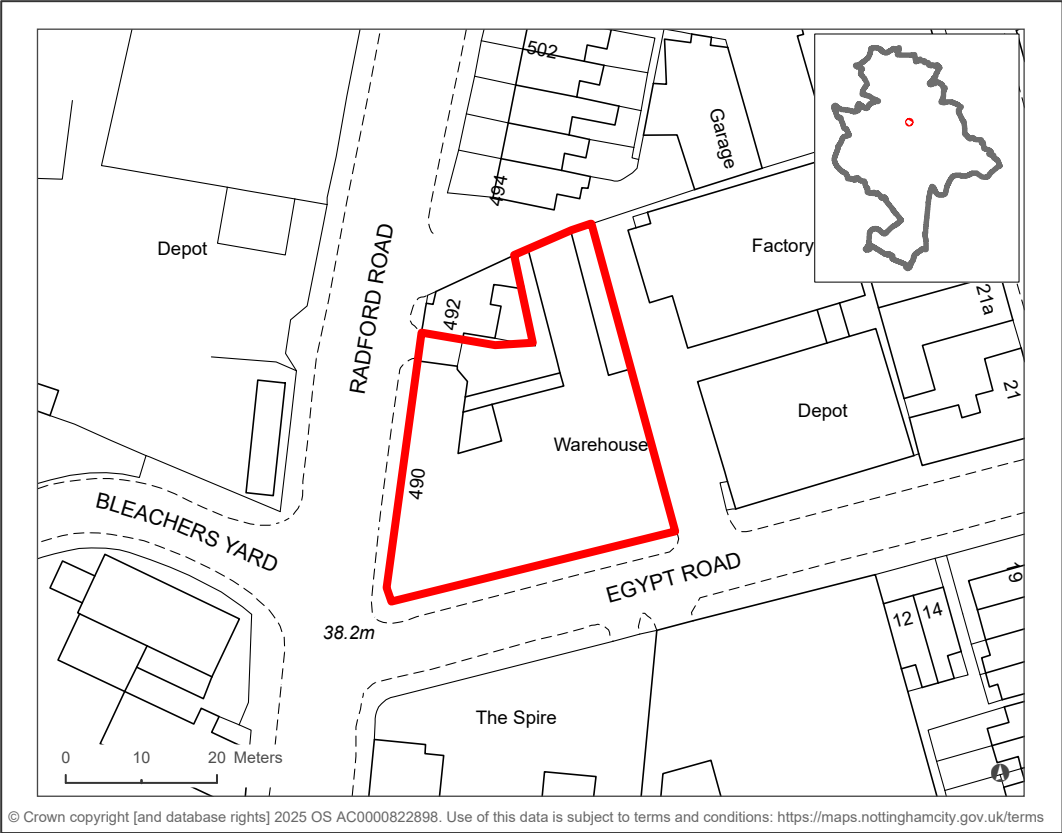 502
Garage
494
Depot
RADFORD ROAD
Factory
492
21a
21
Depot
Warehouse
490
BLEACHERS YARD
EGYPT ROAD
19
12
14
38.2m
The Spire
0 10 20 Meters
© Crown copyright [and database rights] 2025 OS AC0000822898. Use of this data is subject to terms and conditions: https://maps.nottinghamcity.gov.uk/terms